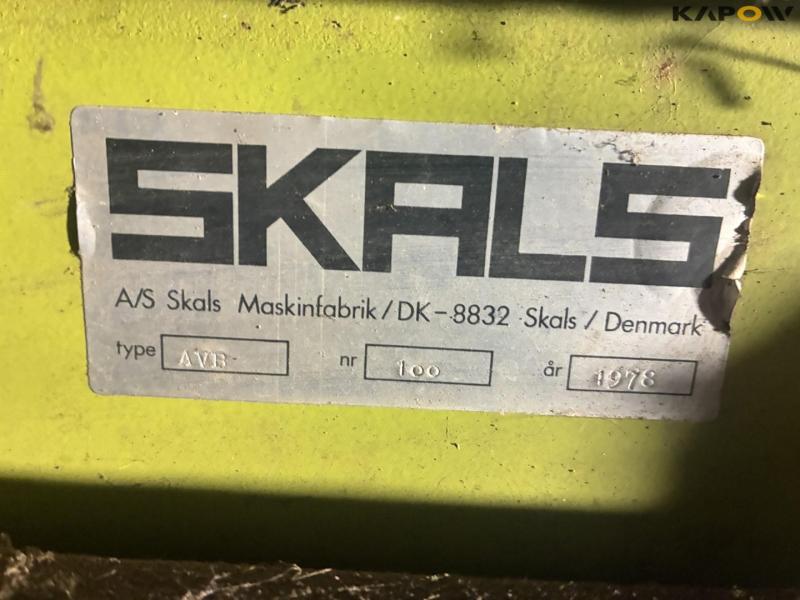 KAPOW
SKALS
A/S Skals Maskinfabrik/DK-8832 Skals / Denmark
type AVB nr 100 år 1978